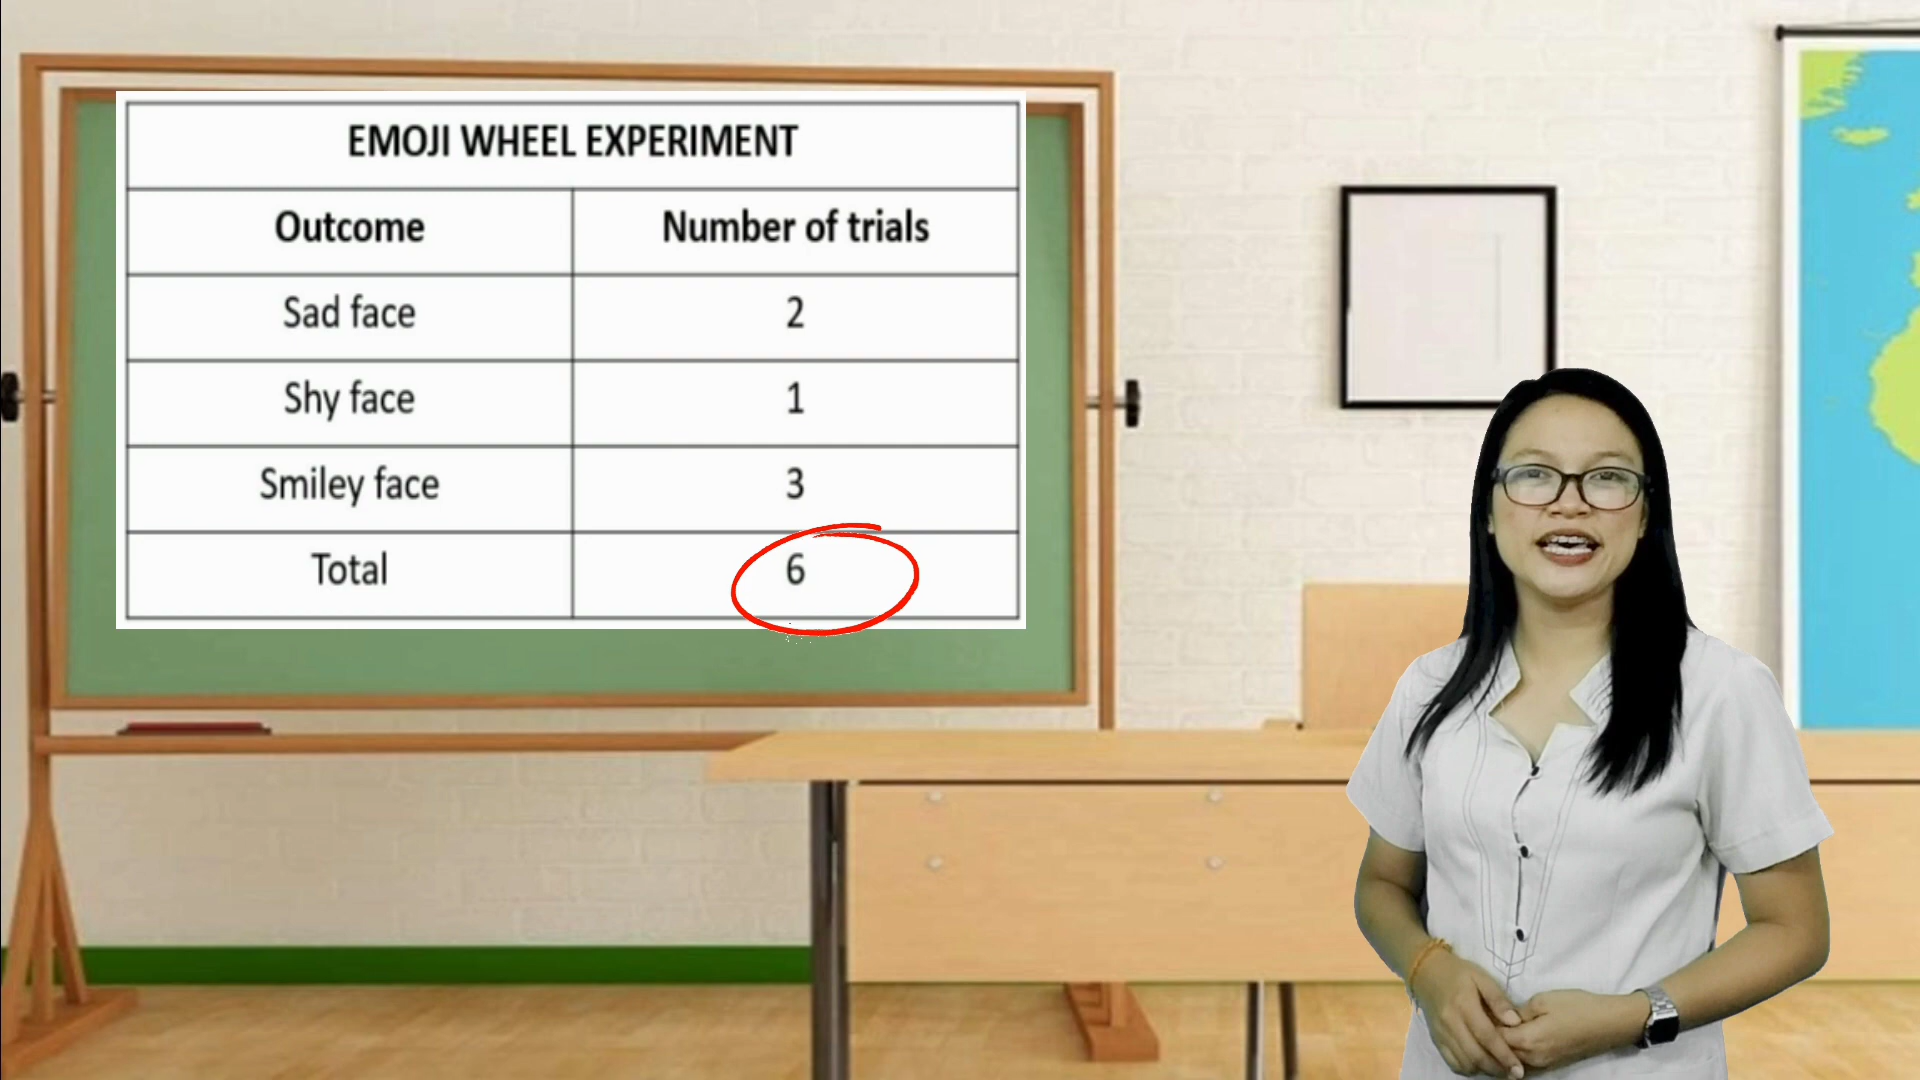 EMOJI WHEEL EXPERIMENT
Outcome Number of trials
Sad face 2
Shy face 1
Smiley face 3
Total 6